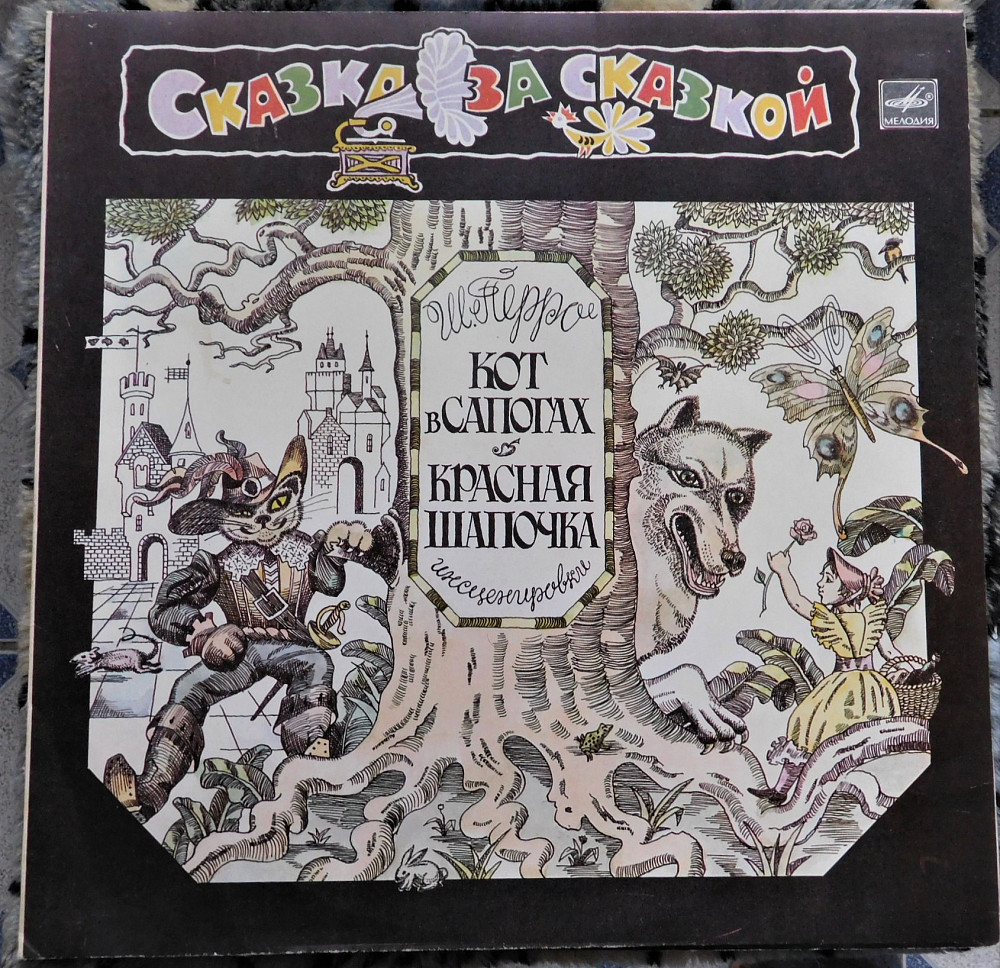 Сказка за сказкой
МЕЛОДИЯ
Ш. Перро
КОТ
в САПОГАХ
КРАСНАЯ
ШАПОЧКА
инсценировки